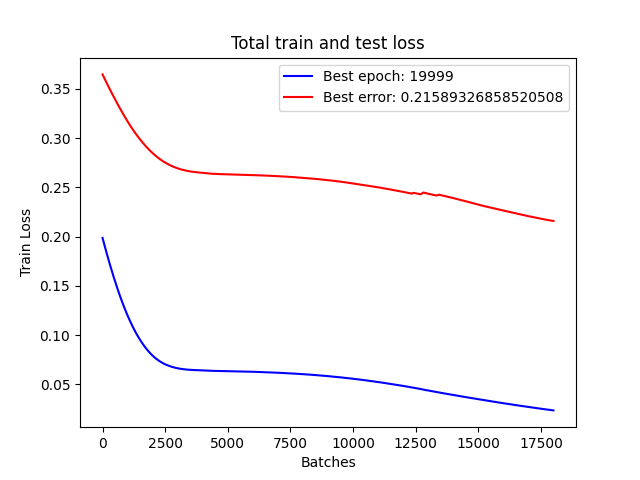 Total train and test loss
Best epoch: 19999
Best error: 0.21589326858520508
0.35
0.30
0.25
0.20
0.15
0.10
0.05
Train Loss
0 2500 5000 7500 10000 12500 15000 17500
Batches